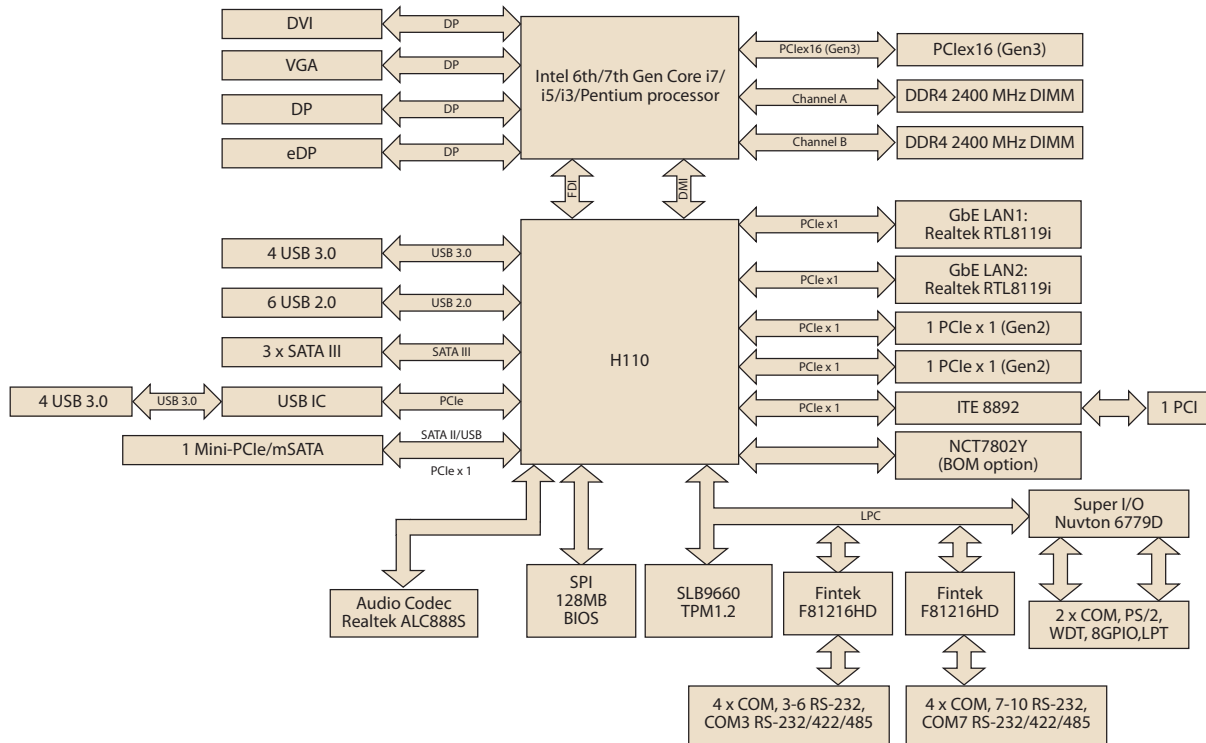 DVI
DP
VGA
DP
DP
DP
eDP
DP
Intel 6th/7th Gen Core i7/
i5/i3/Pentium processor
PCIex16 (Gen3)
PCIex16 (Gen3)
Channel A
DDR4 2400 MHz DIMM
Channel B
DDR4 2400 MHz DIMM
FDI
DMI
4 USB 3.0
USB 3.0
6 USB 2.0
USB 2.0
3 x SATA III
SATA III
4 USB 3.0
USB 3.0
USB IC
PCIe
1 Mini-PCIe/mSATA
SATA II/USB
PCIe x 1
H110
PCIe x1
GbE LAN1:
Realtek RTL8119i
PCIe x1
GbE LAN2:
Realtek RTL8119i
PCIe x 1
1 PCIe x 1 (Gen2)
PCIe x 1
1 PCIe x 1 (Gen2)
PCIe x 1
ITE 8892
1 PCI
NCT7802Y
(BOM option)
LPC
Super I/O
Nuvton 6779D
Audio Codec
Realtek ALC888S
SPI
128MB
BIOS
SLB9660
TPM1.2
Fintek
F81216HD
Fintek
F81216HD
2 x COM, PS/2,
WDT, 8GPIO,LPT
4 x COM, 3-6 RS-232,
COM3 RS-232/422/485
4 x COM, 7-10 RS-232,
COM7 RS-232/422/485